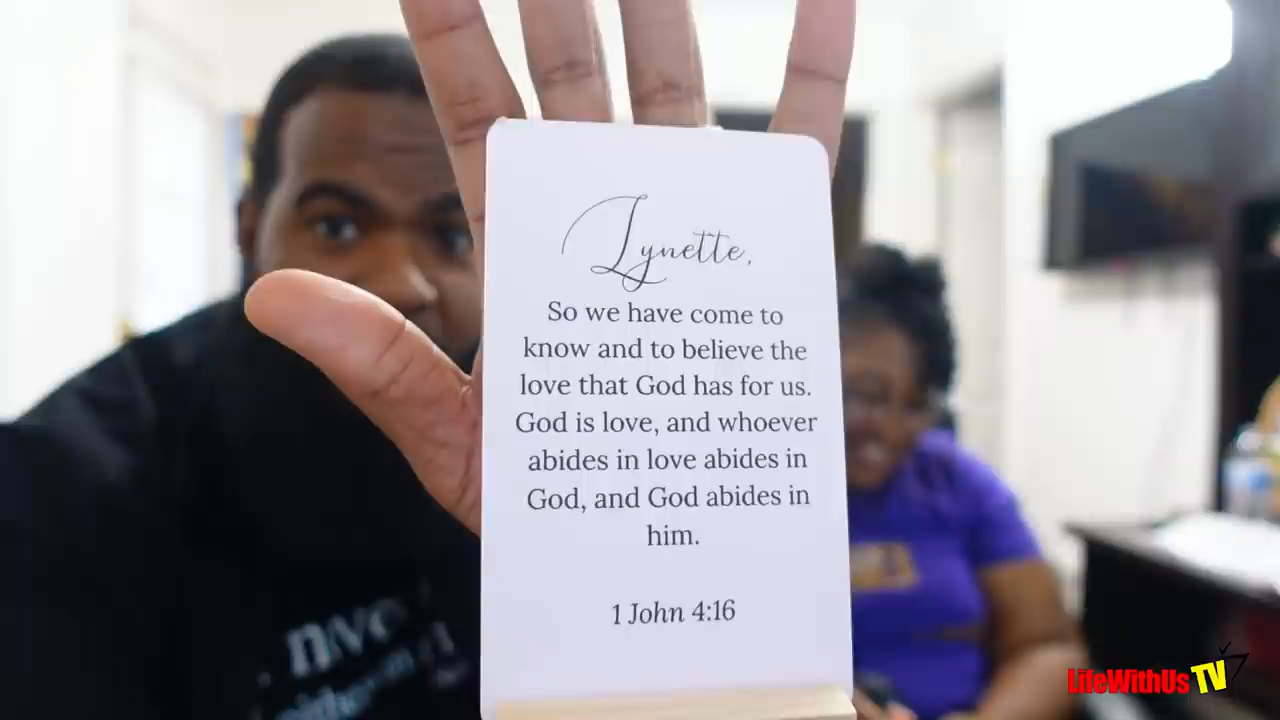 Lynette,
So we have come to
know and to believe the
love that God has for us.
God is love, and whoever
abides in love abides in
God, and God abides in
him.
1 John 4:16
LifeWithUs TV